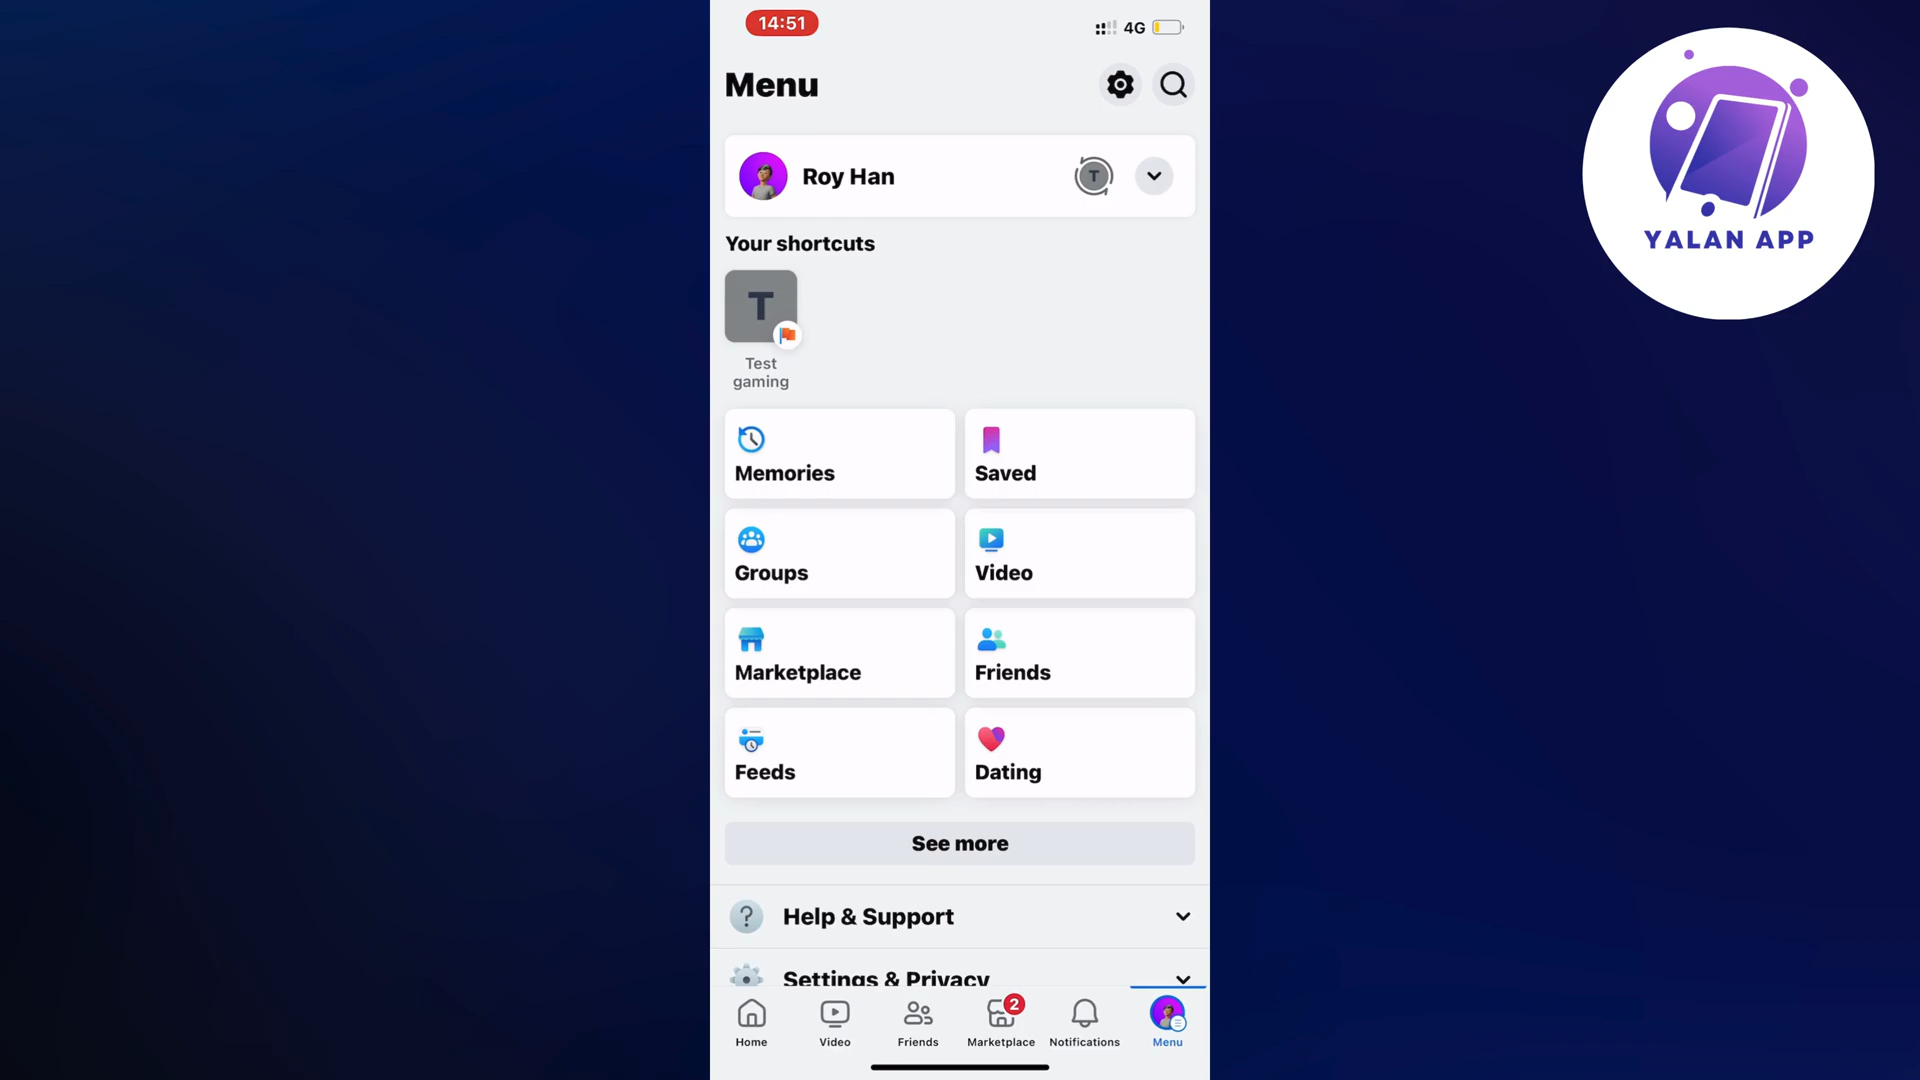 14:51
4G
Menu
YALAN APP
Roy Han
T
Your shortcuts
T
Test
gaming
Memories
Saved
Groups
Video
Marketplace
Friends
Feeds
Dating
See more
?
Help & Support
Settings & Privacy
2
Home
Video
Friends
Marketplace
Notifications
Menu